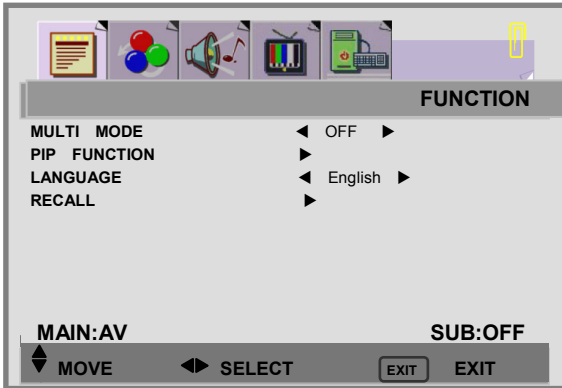 FUNCTION
MULTI MODE ◀ OFF ▶
PIP FUNCTION ▶
LANGUAGE ◀ English ▶
RECALL ▶
MAIN:AV SUB:OFF
MOVE ◀▶ SELECT EXIT EXIT